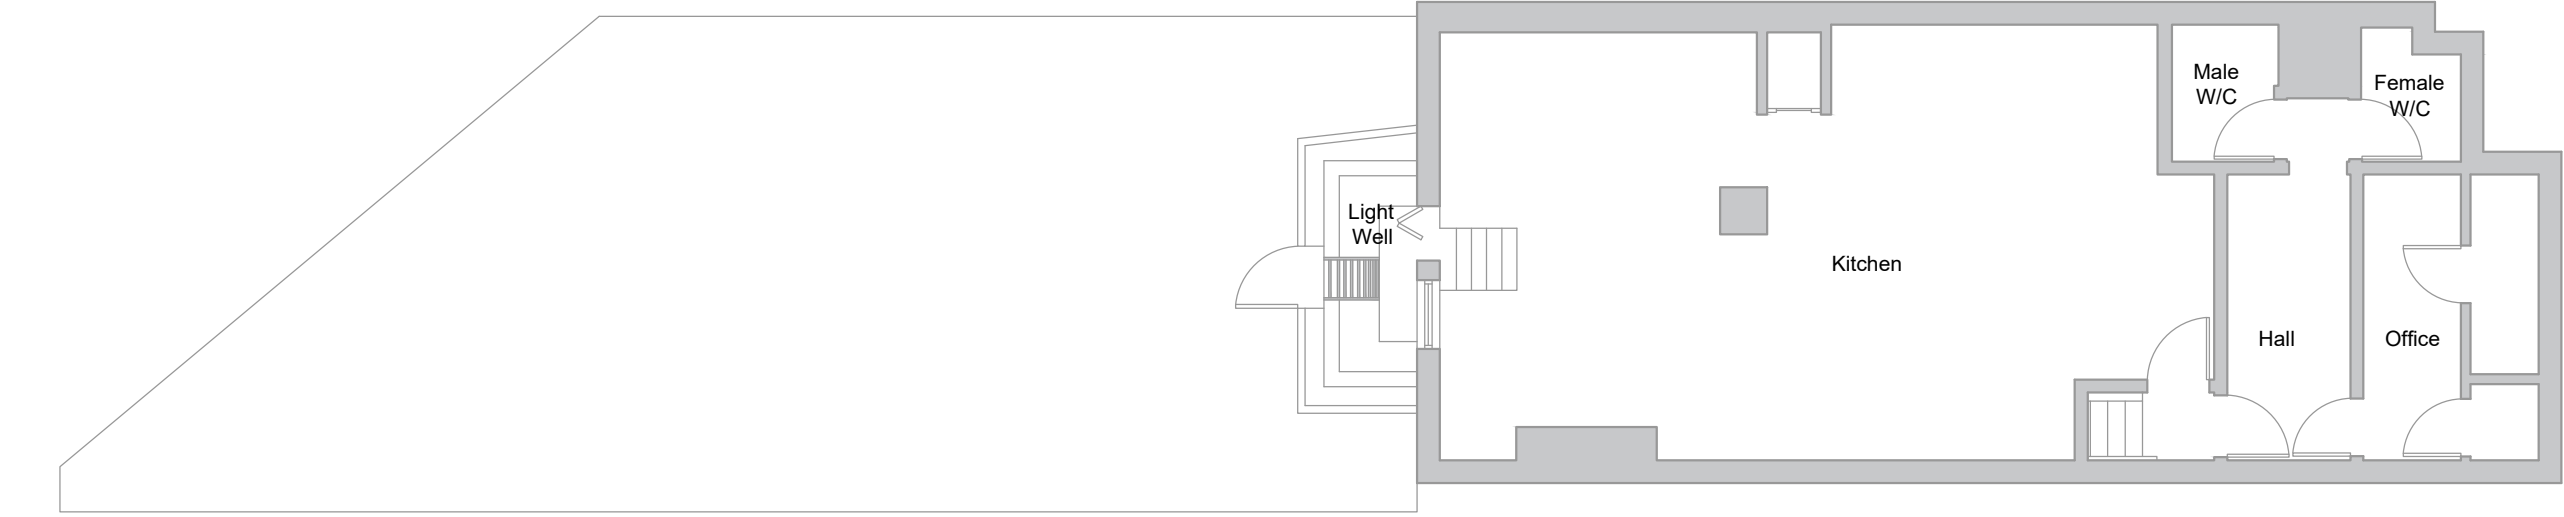 Male
W/C
Female
W/C
Light
Well
Kitchen
Hall
Office